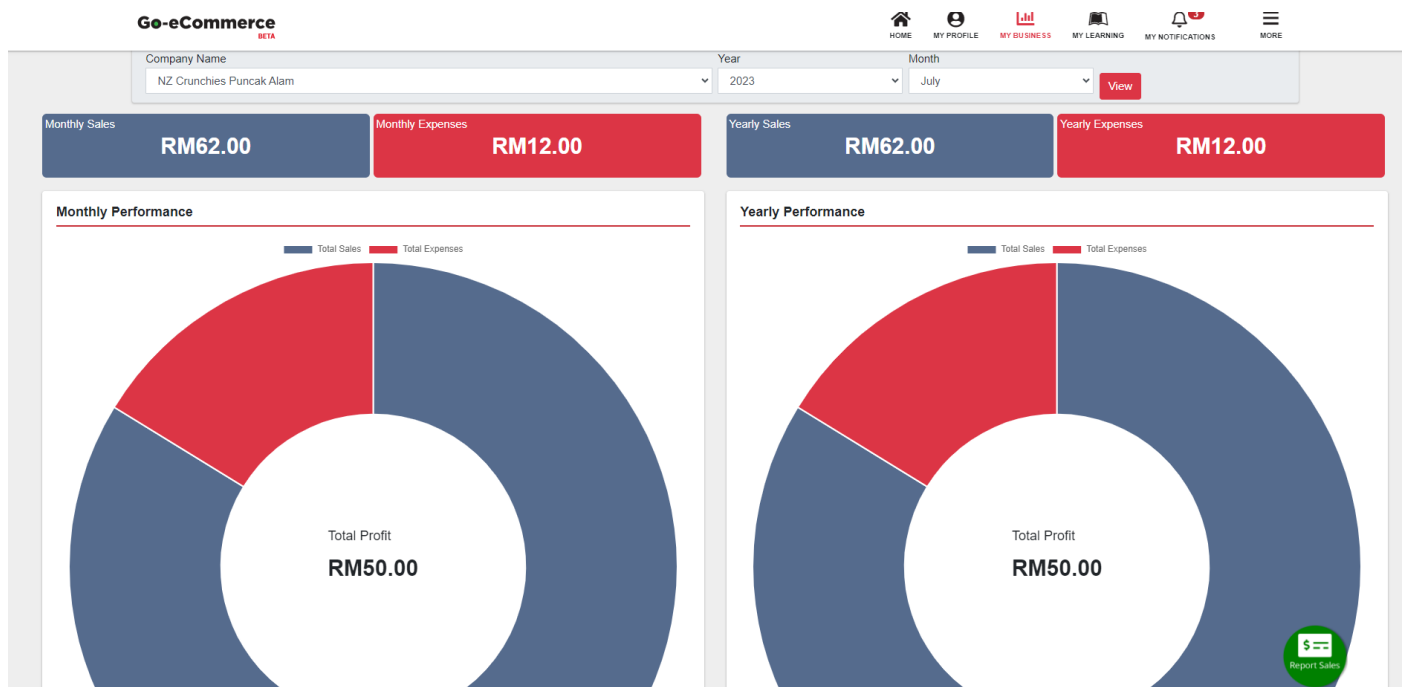 Go-eCommerce
BETA
HOME
MY PROFILE
MY BUSINESS
MY LEARNING
3
MY NOTIFICATIONS
MORE
Company Name
Year
Month
NZ Crunchies Puncak Alam
2023
July
View
Monthly Sales
RM62.00
Monthly Expenses
RM12.00
Yearly Sales
RM62.00
Yearly Expenses
RM12.00
Monthly Performance
Total Sales
Total Expenses
Total Profit
RM50.00
Yearly Performance
Total Sales
Total Expenses
Total Profit
RM50.00
$
Report Sales